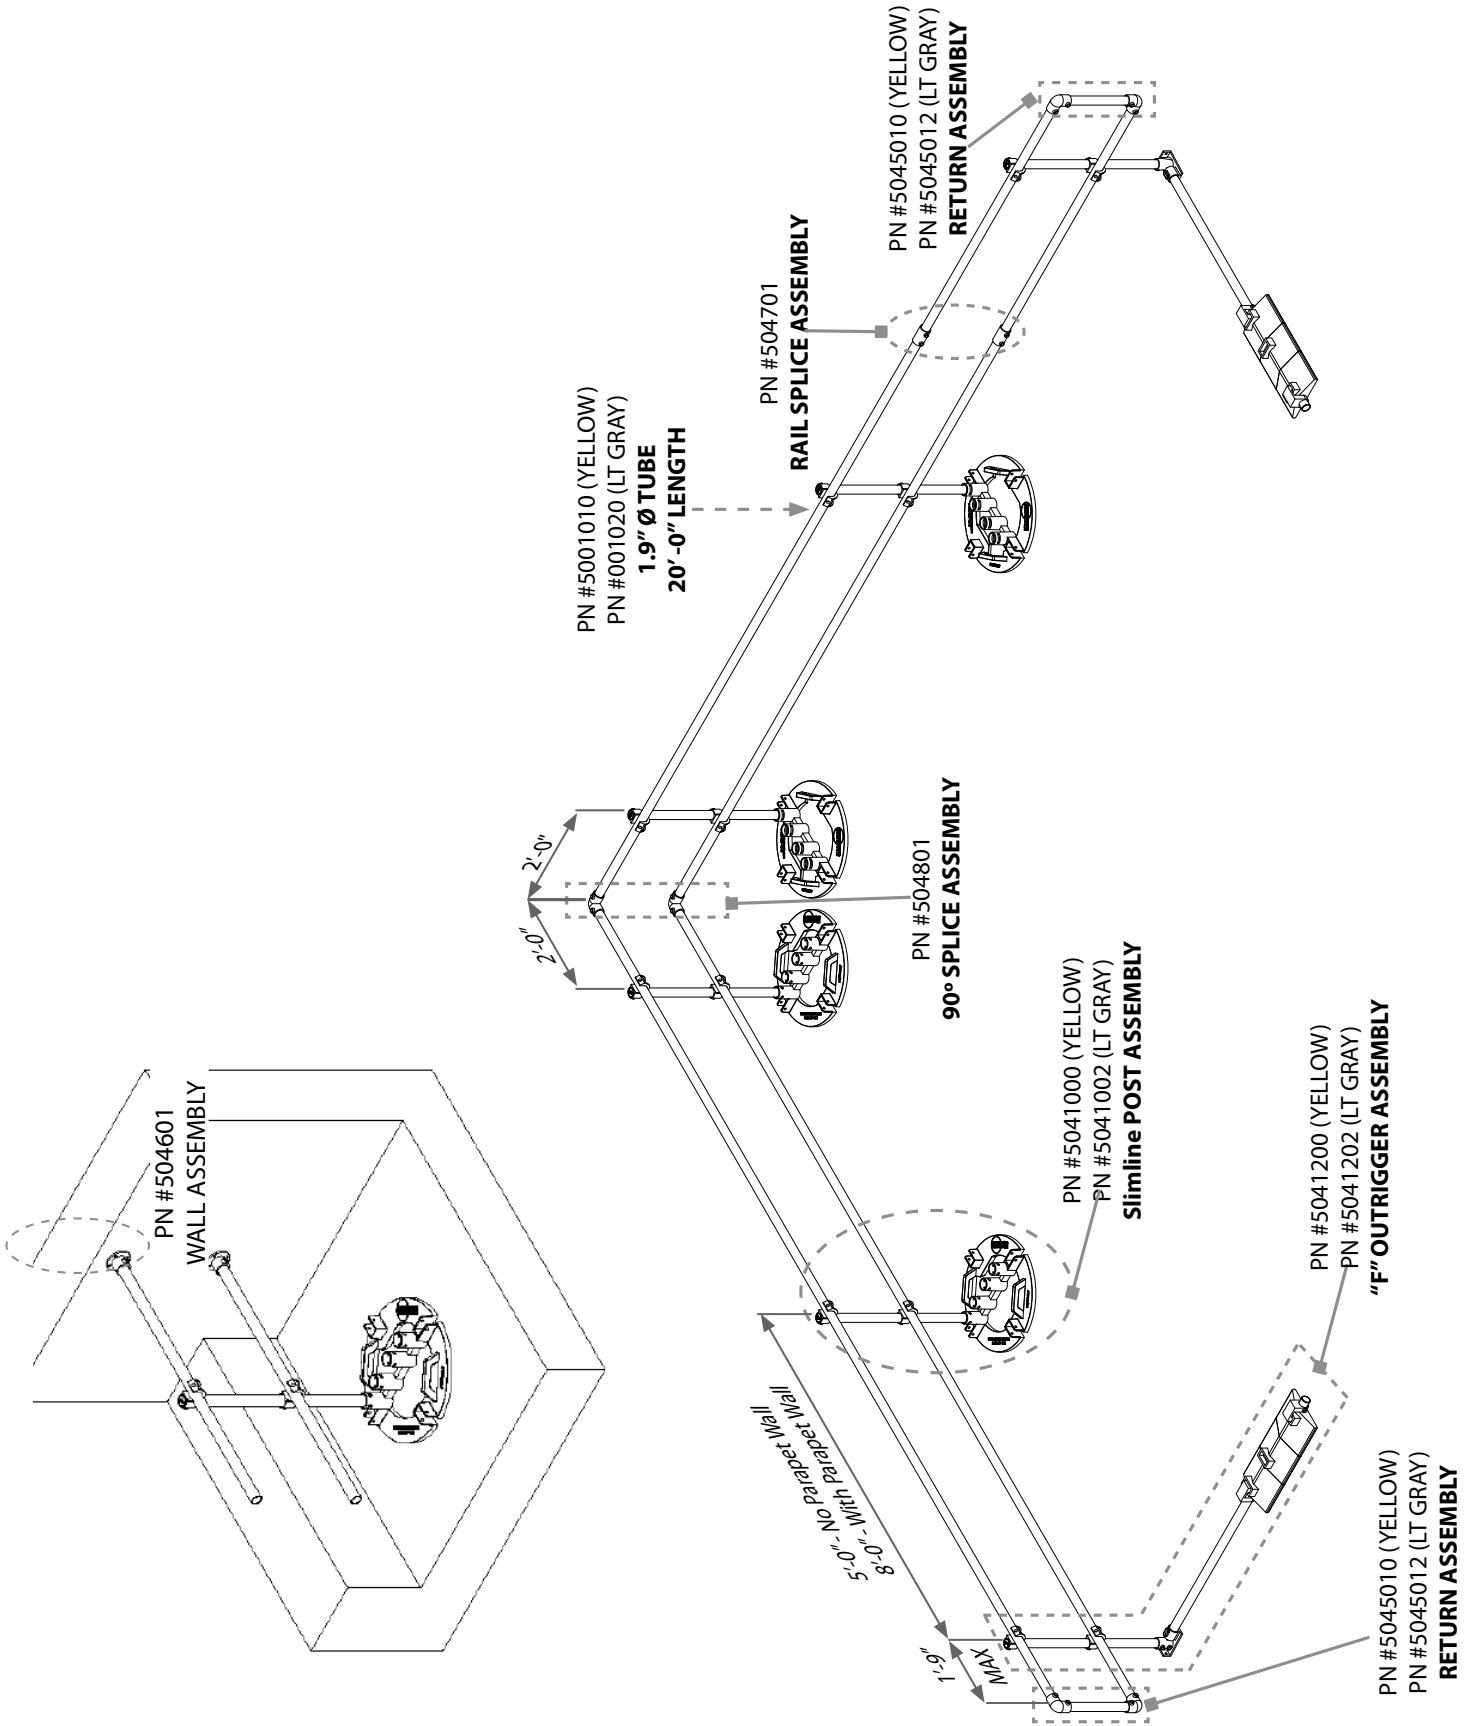 PN #504601
WALL ASSEMBLY
PN #5001010 (YELLOW)
PN #001020 (LT GRAY)
1.9" Ø TUBE
20'-0" LENGTH
PN #504701
RAIL SPLICE ASSEMBLY
PN #5045010 (YELLOW)
PN #5045012 (LT GRAY)
RETURN ASSEMBLY
2'-0"
2'-0"
PN #504801
90º SPLICE ASSEMBLY
PN #5041000 (YELLOW)
PN #5041002 (LT GRAY)
Slimline POST ASSEMBLY
5'-0"- No Parapet Wall
8'-0"- With Parapet Wall
1'-9"
MAX
PN #5041200 (YELLOW)
PN #5041202 (LT GRAY)
"F" OUTRIGGER ASSEMBLY
PN #5045010 (YELLOW)
PN #5045012 (LT GRAY)
RETURN ASSEMBLY